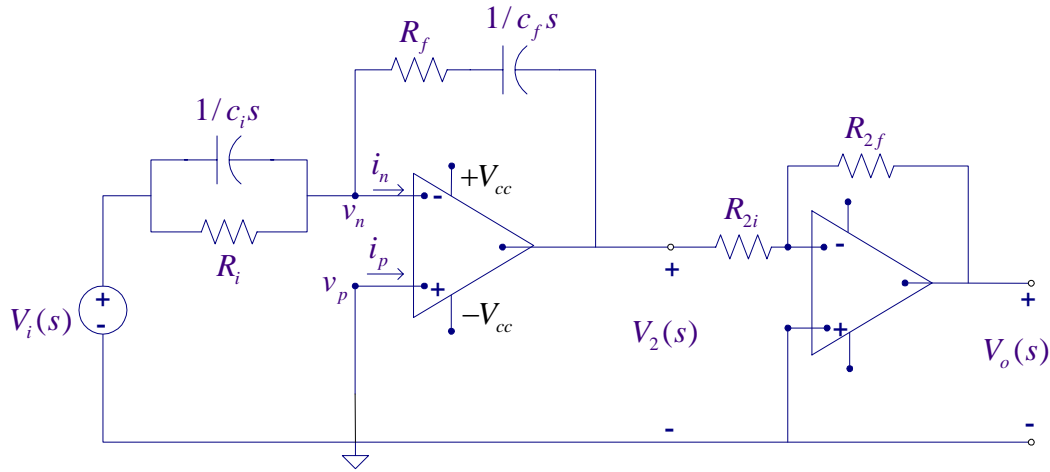 1/c_f s
R_f
1/c_i s
R_i
i_n
+V_cc
-
v_n
i_p
v_p
+
−V_cc
V_i(s)
+
-
R_2f
R_2i
-
+
+
V_2(s)
-
+
V_o(s)
-